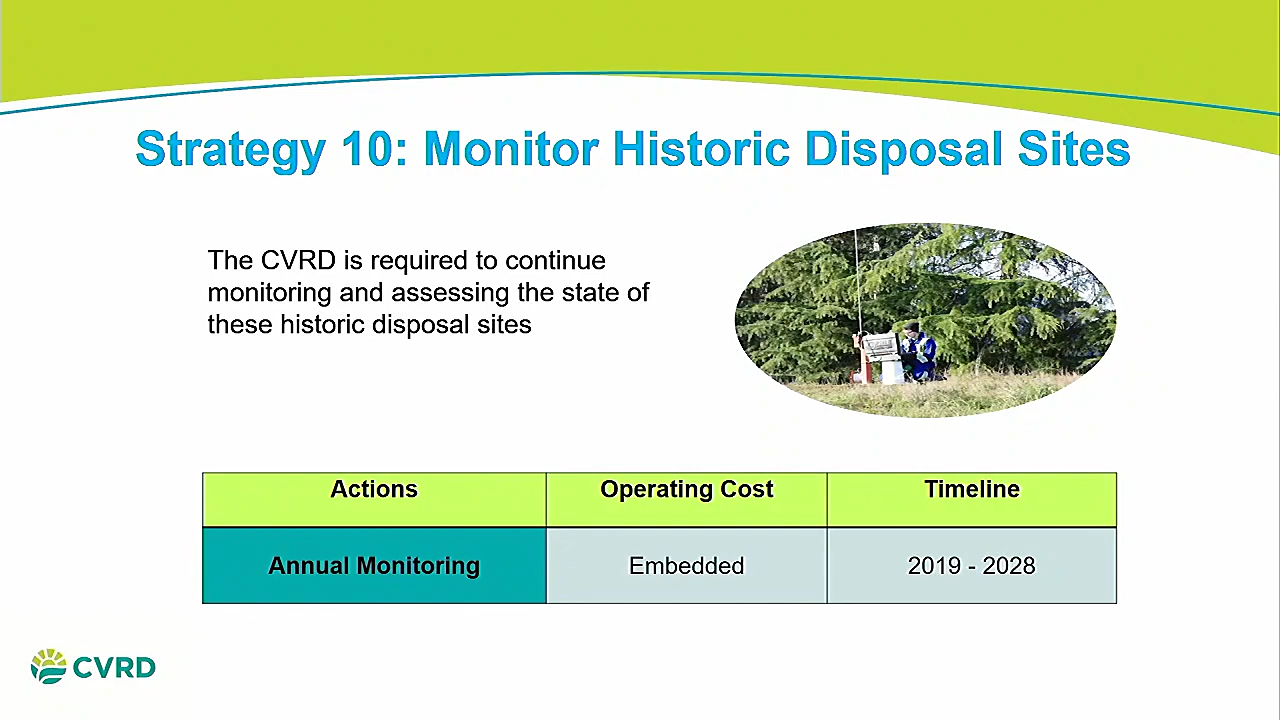 Strategy 10: Monitor Historic Disposal Sites
The CVRD is required to continue
monitoring and assessing the state of
these historic disposal sites
Actions Operating Cost Timeline
Annual Monitoring Embedded 2019 - 2028
CVRD